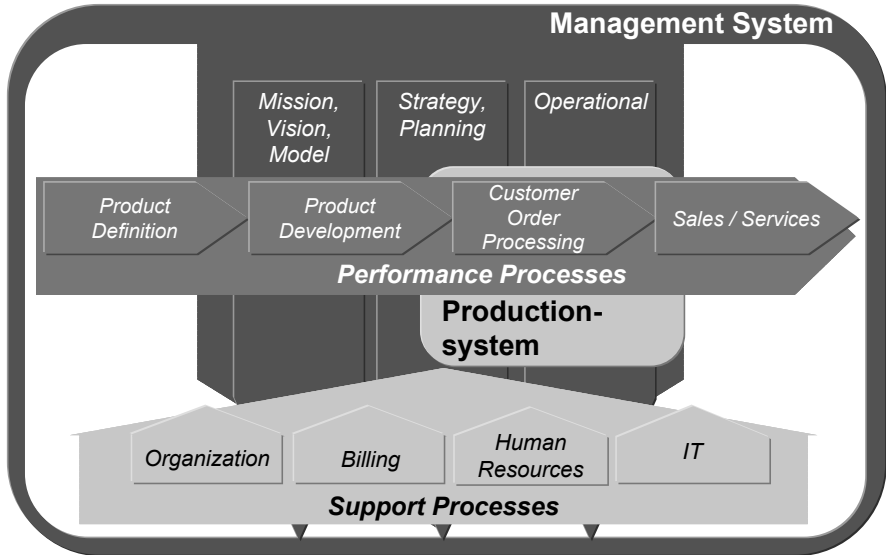 Management System
Mission,
Vision,
Model
Strategy,
Planning
Operational
Product
Definition
Product
Development
Customer
Order
Processing
Sales / Services
Performance Processes
Production-
system
Organization
Billing
Human
Resources
IT
Support Processes